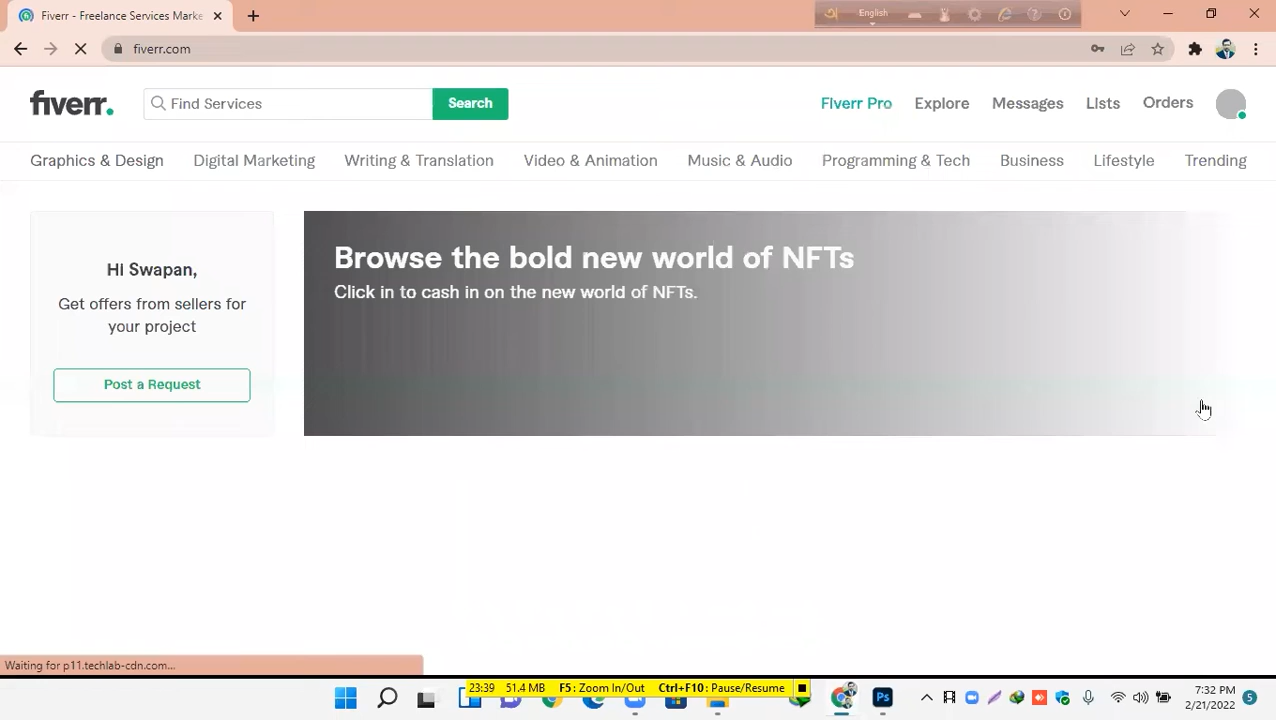 Fiverr - Freelance Services Marke
English
fiverr.com
fiverr.
Find Services
Search
Fiverr Pro
Explore
Messages
Lists
Orders
Graphics & Design
Digital Marketing
Writing & Translation
Video & Animation
Music & Audio
Programming & Tech
Business
Lifestyle
Trending
Hi Swapan,
Get offers from sellers for
your project
Post a Request
Browse the bold new world of NFTs
Click in to cash in on the new world of NFTs.
Waiting for p11.techlab-cdn.com...
23:39 51.4 MB F5: Zoom In/Out Ctrl+F10: Pause/Resume
Ps
7:32 PM
2/21/2022
5